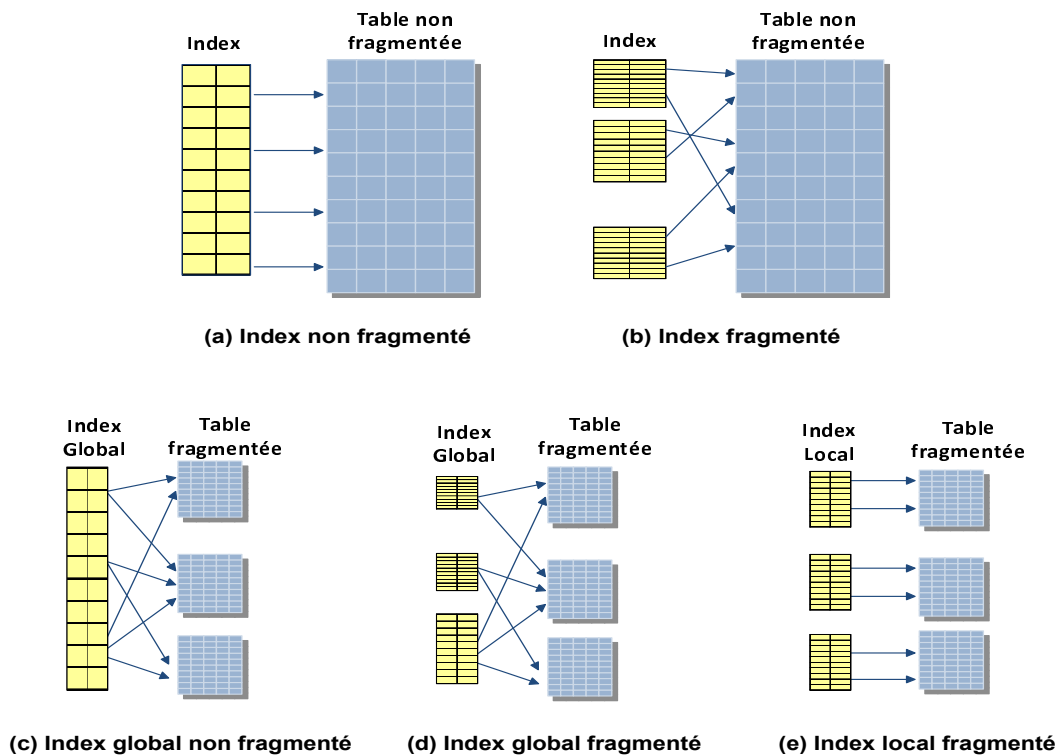 Index
Table non
fragmentée
Index
Table non
fragmentée
(a) Index non fragmenté
(b) Index fragmenté
Index
Global
Table
fragmentée
Index
Global
Table
fragmentée
Index
Local
Table
fragmentée
(c) Index global non fragmenté
(d) Index global fragmenté
(e) Index local fragmenté